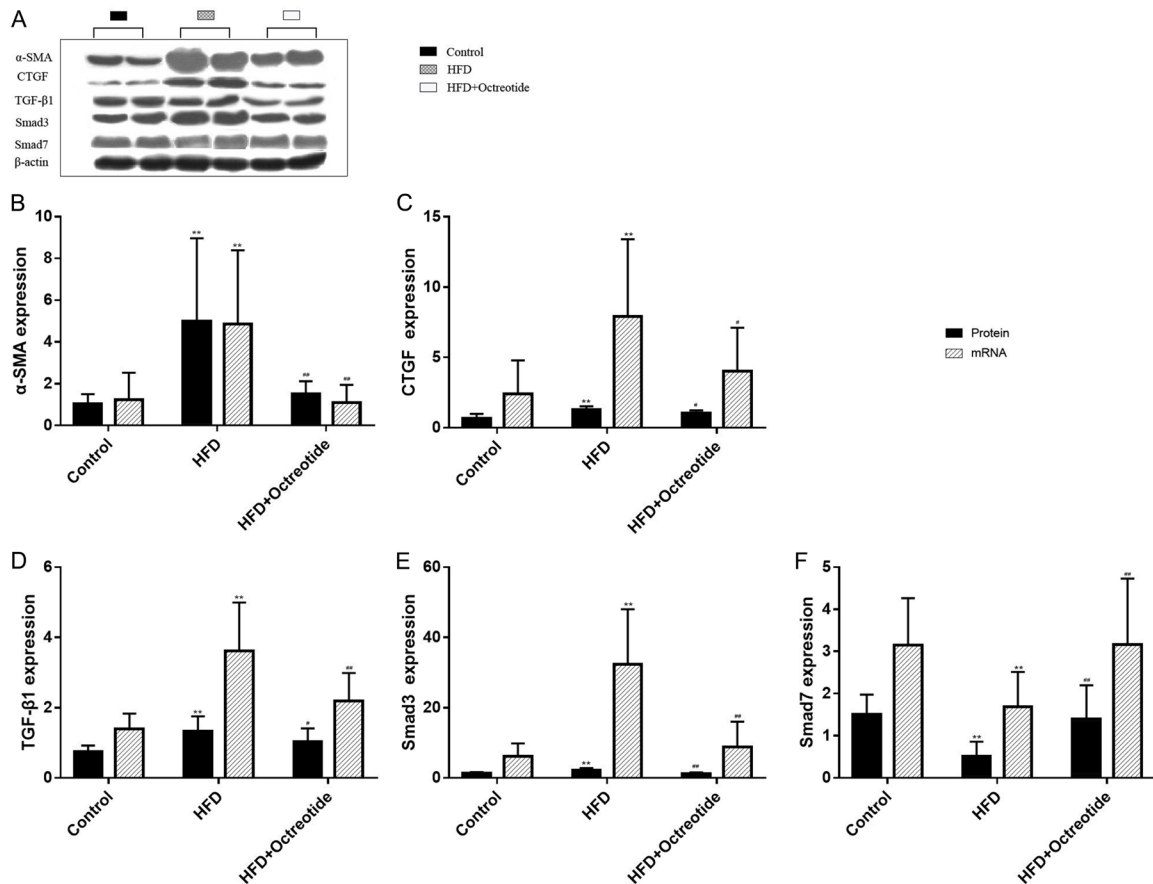 A
α-SMA
CTGF
TGF-β1
Smad3
Smad7
β-actin
Control
HFD
HFD+Octreotide
B
α-SMA expression
10
8
6
4
2
0
**
**
##
##
Control
HFD
HFD+Octreotide
C
CTGF expression
15
10
5
0
**
**
#
#
Control
HFD
HFD+Octreotide
Protein
mRNA
D
TGF-β1 expression
6
4
2
0
**
**
#
##
Control
HFD
HFD+Octreotide
E
Smad3 expression
60
40
20
0
**
**
##
##
Control
HFD
HFD+Octreotide
F
Smad7 expression
5
4
3
2
1
0
**
**
##
##
Control
HFD
HFD+Octreotide